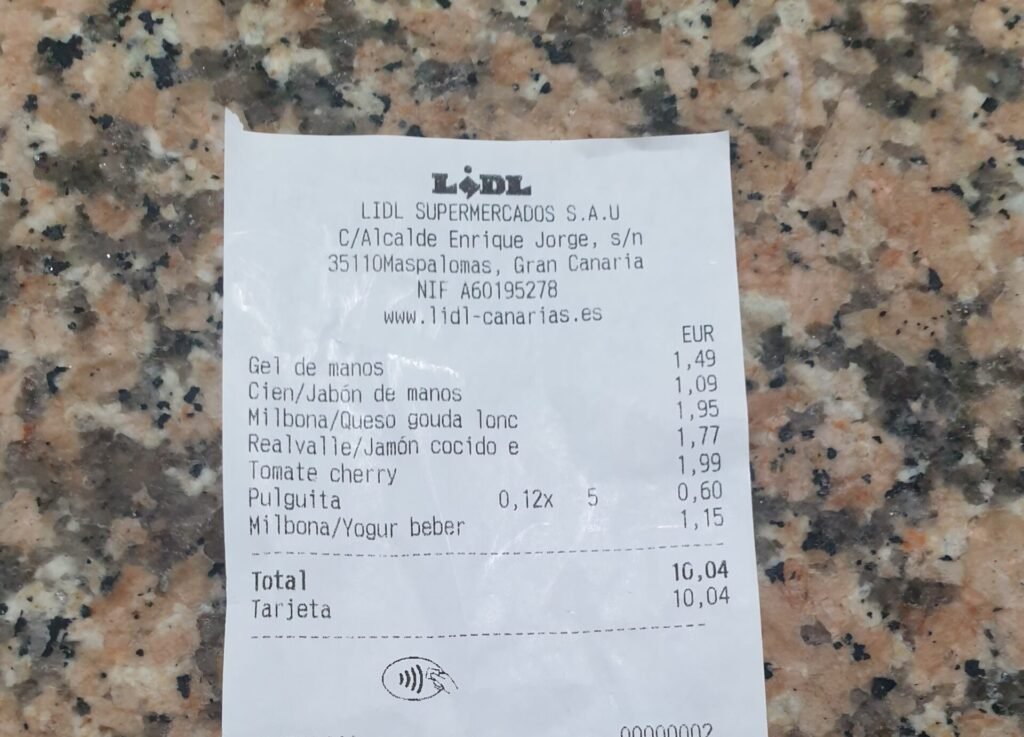 LiDL
LIDL SUPERMERCADOS S.A.U
C/Alcalde Enrique Jorge, s/n
35110Maspalomas, Gran Canaria
NIF A60195278
www.lidl-canarias.es
EUR
Gel de manos 1,49
Cien/Jabón de manos 1,09
Milbona/Queso gouda lonc 1,95
Realvalle/Jamón cocido e 1,77
Tomate cherry 1,99
Pulguita 0,12x 5 0,60
Milbona/Yogur beber 1,15
Total 10,04
Tarjeta 10,04
00000002